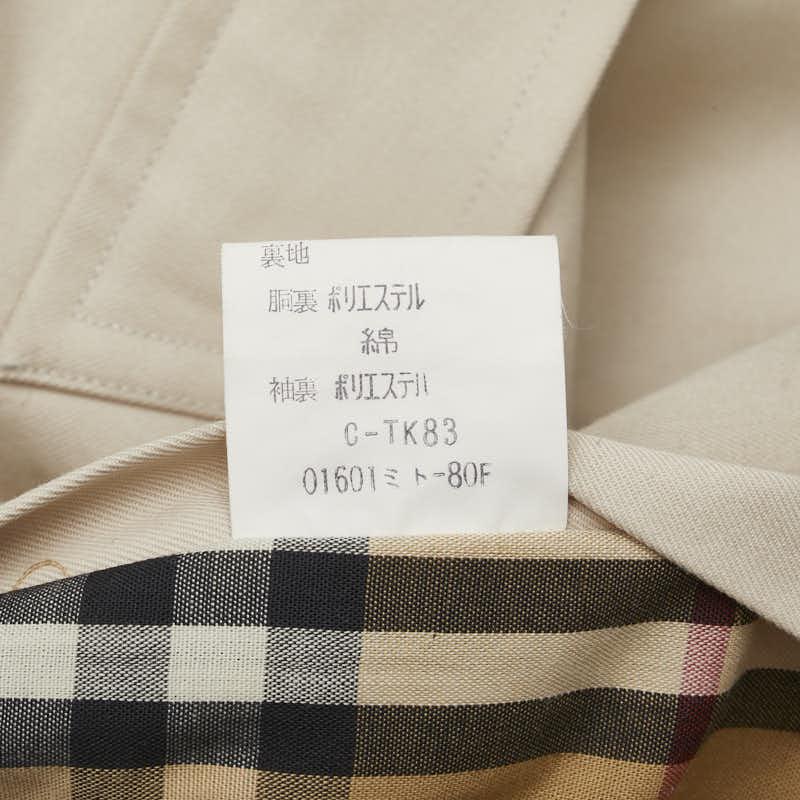 裏地
胴裏 ポリエステル
綿
袖裏 ポリエステル
C-TK83
01601ミト-80F